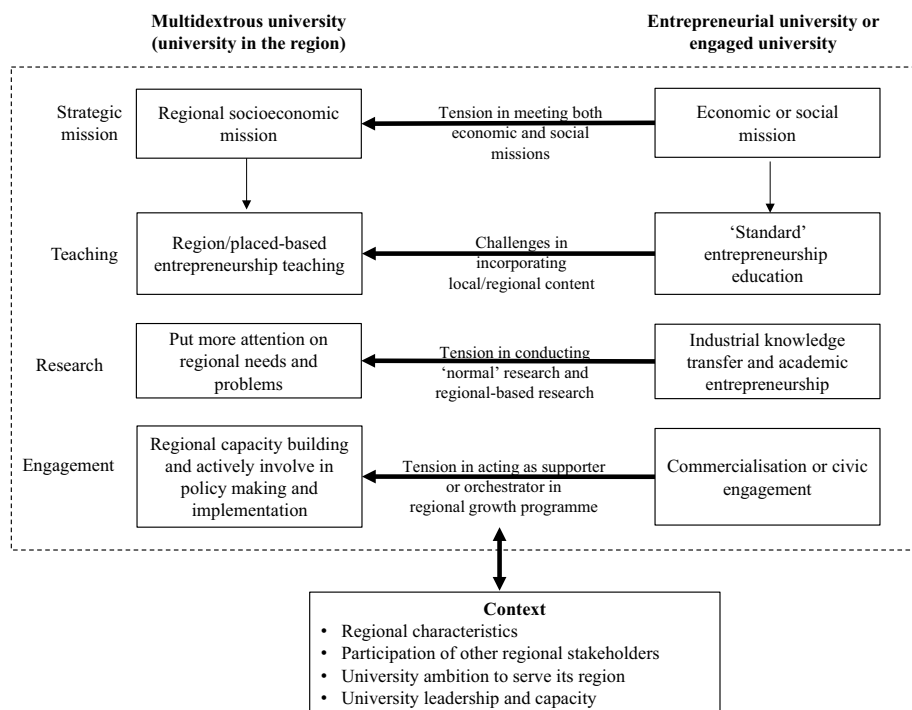 Multidextrous university
(university in the region)
Entrepreneurial university or
engaged university
Strategic
mission
Regional socioeconomic
mission
Tension in meeting both
economic and social
missions
Economic or social
mission
Teaching
Region/placed-based
entrepreneurship teaching
Challenges in
incorporating
local/regional content
‘Standard’
entrepreneurship
education
Research
Put more attention on
regional needs and
problems
Tension in conducting
‘normal’ research and
regional-based research
Industrial knowledge
transfer and academic
entrepreneurship
Engagement
Regional capacity building
and actively involve in
policy making and
implementation
Tension in acting as supporter
or orchestrator in
regional growth programme
Commercialisation or civic
engagement
Context
• Regional characteristics
• Participation of other regional stakeholders
• University ambition to serve its region
• University leadership and capacity